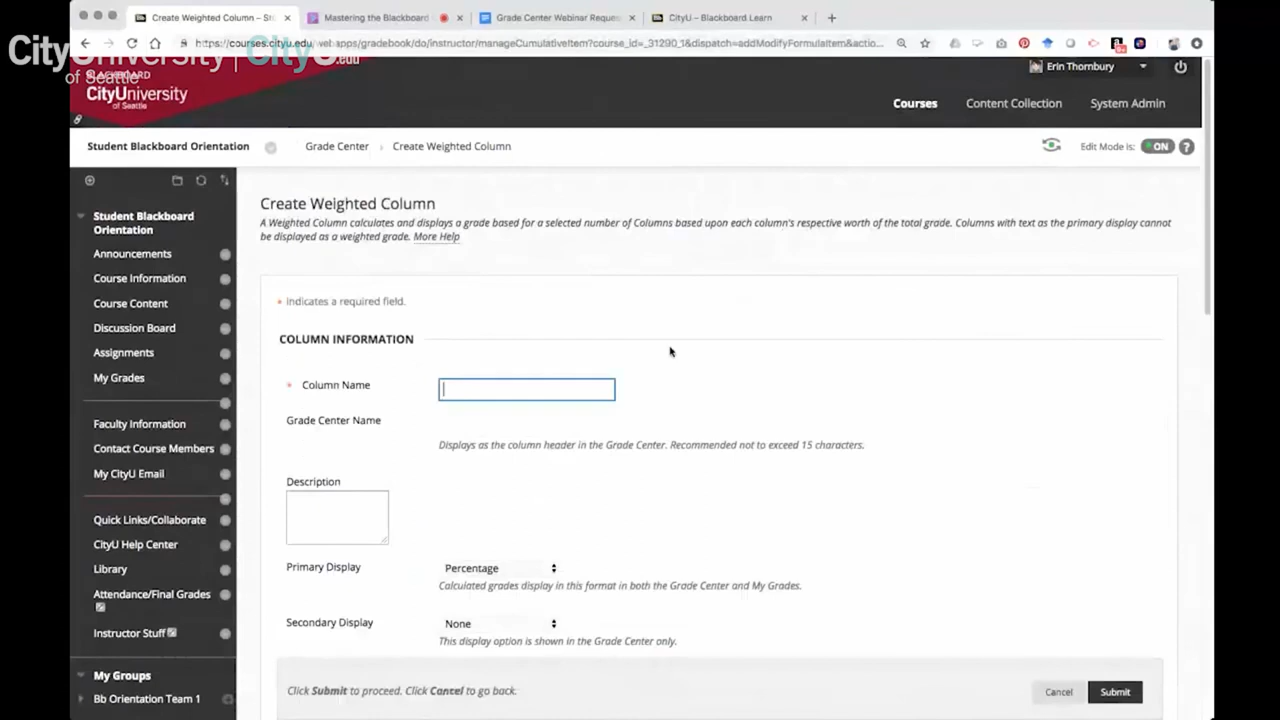 Create Weighted Column – St
Mastering the Blackboard
Grade Center Webinar Reques
CityU – Blackboard Learn
https://courses.cityu.edu/webapps/gradebook/do/instructor/manageCumulativeItem?course_id=_31290_1&dispatch=addModifyFormulaItem&actio...
CityUniversity | CityU.edu
of Seattle
BLACKBOARD
CityUniversity
of Seattle
Erin Thornbury
Courses
Content Collection
System Admin
Student Blackboard Orientation
Grade Center
Create Weighted Column
Edit Mode is:
ON
?
Student Blackboard
Orientation
Announcements
Course Information
Course Content
Discussion Board
Assignments
My Grades
Faculty Information
Contact Course Members
My CityU Email
Quick Links/Collaborate
CityU Help Center
Library
Attendance/Final Grades
Instructor Stuff
My Groups
Bb Orientation Team 1
Create Weighted Column
A Weighted Column calculates and displays a grade based for a selected number of Columns based upon each column's respective worth of the total grade. Columns with text as the primary display cannot
be displayed as a weighted grade. More Help
* Indicates a required field.
COLUMN INFORMATION
* Column Name
Grade Center Name
Displays as the column header in the Grade Center. Recommended not to exceed 15 characters.
Description
Primary Display
Percentage
Calculated grades display in this format in both the Grade Center and My Grades.
Secondary Display
None
This display option is shown in the Grade Center only.
Click Submit to proceed. Click Cancel to go back.
Cancel
Submit